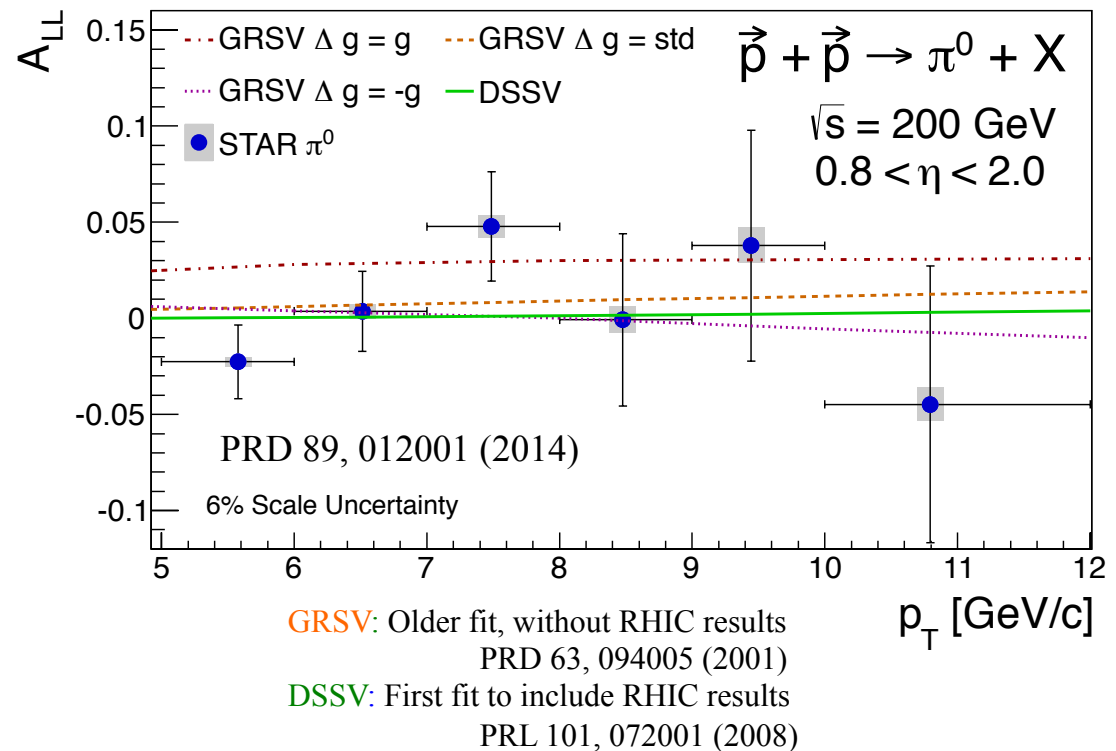 A_LL
0.15
0.1
0.05
0
-0.05
-0.1
GRSV Δ g = g
GRSV Δ g = std
GRSV Δ g = -g
DSSV
STAR π⁰
p⃗ + p⃗ → π⁰ + X
√s = 200 GeV
0.8 < η < 2.0
PRD 89, 012001 (2014)
6% Scale Uncertainty
5 6 7 8 9 10 11 12
p_T [GeV/c]
GRSV: Older fit, without RHIC results
PRD 63, 094005 (2001)
DSSV: First fit to include RHIC results
PRL 101, 072001 (2008)